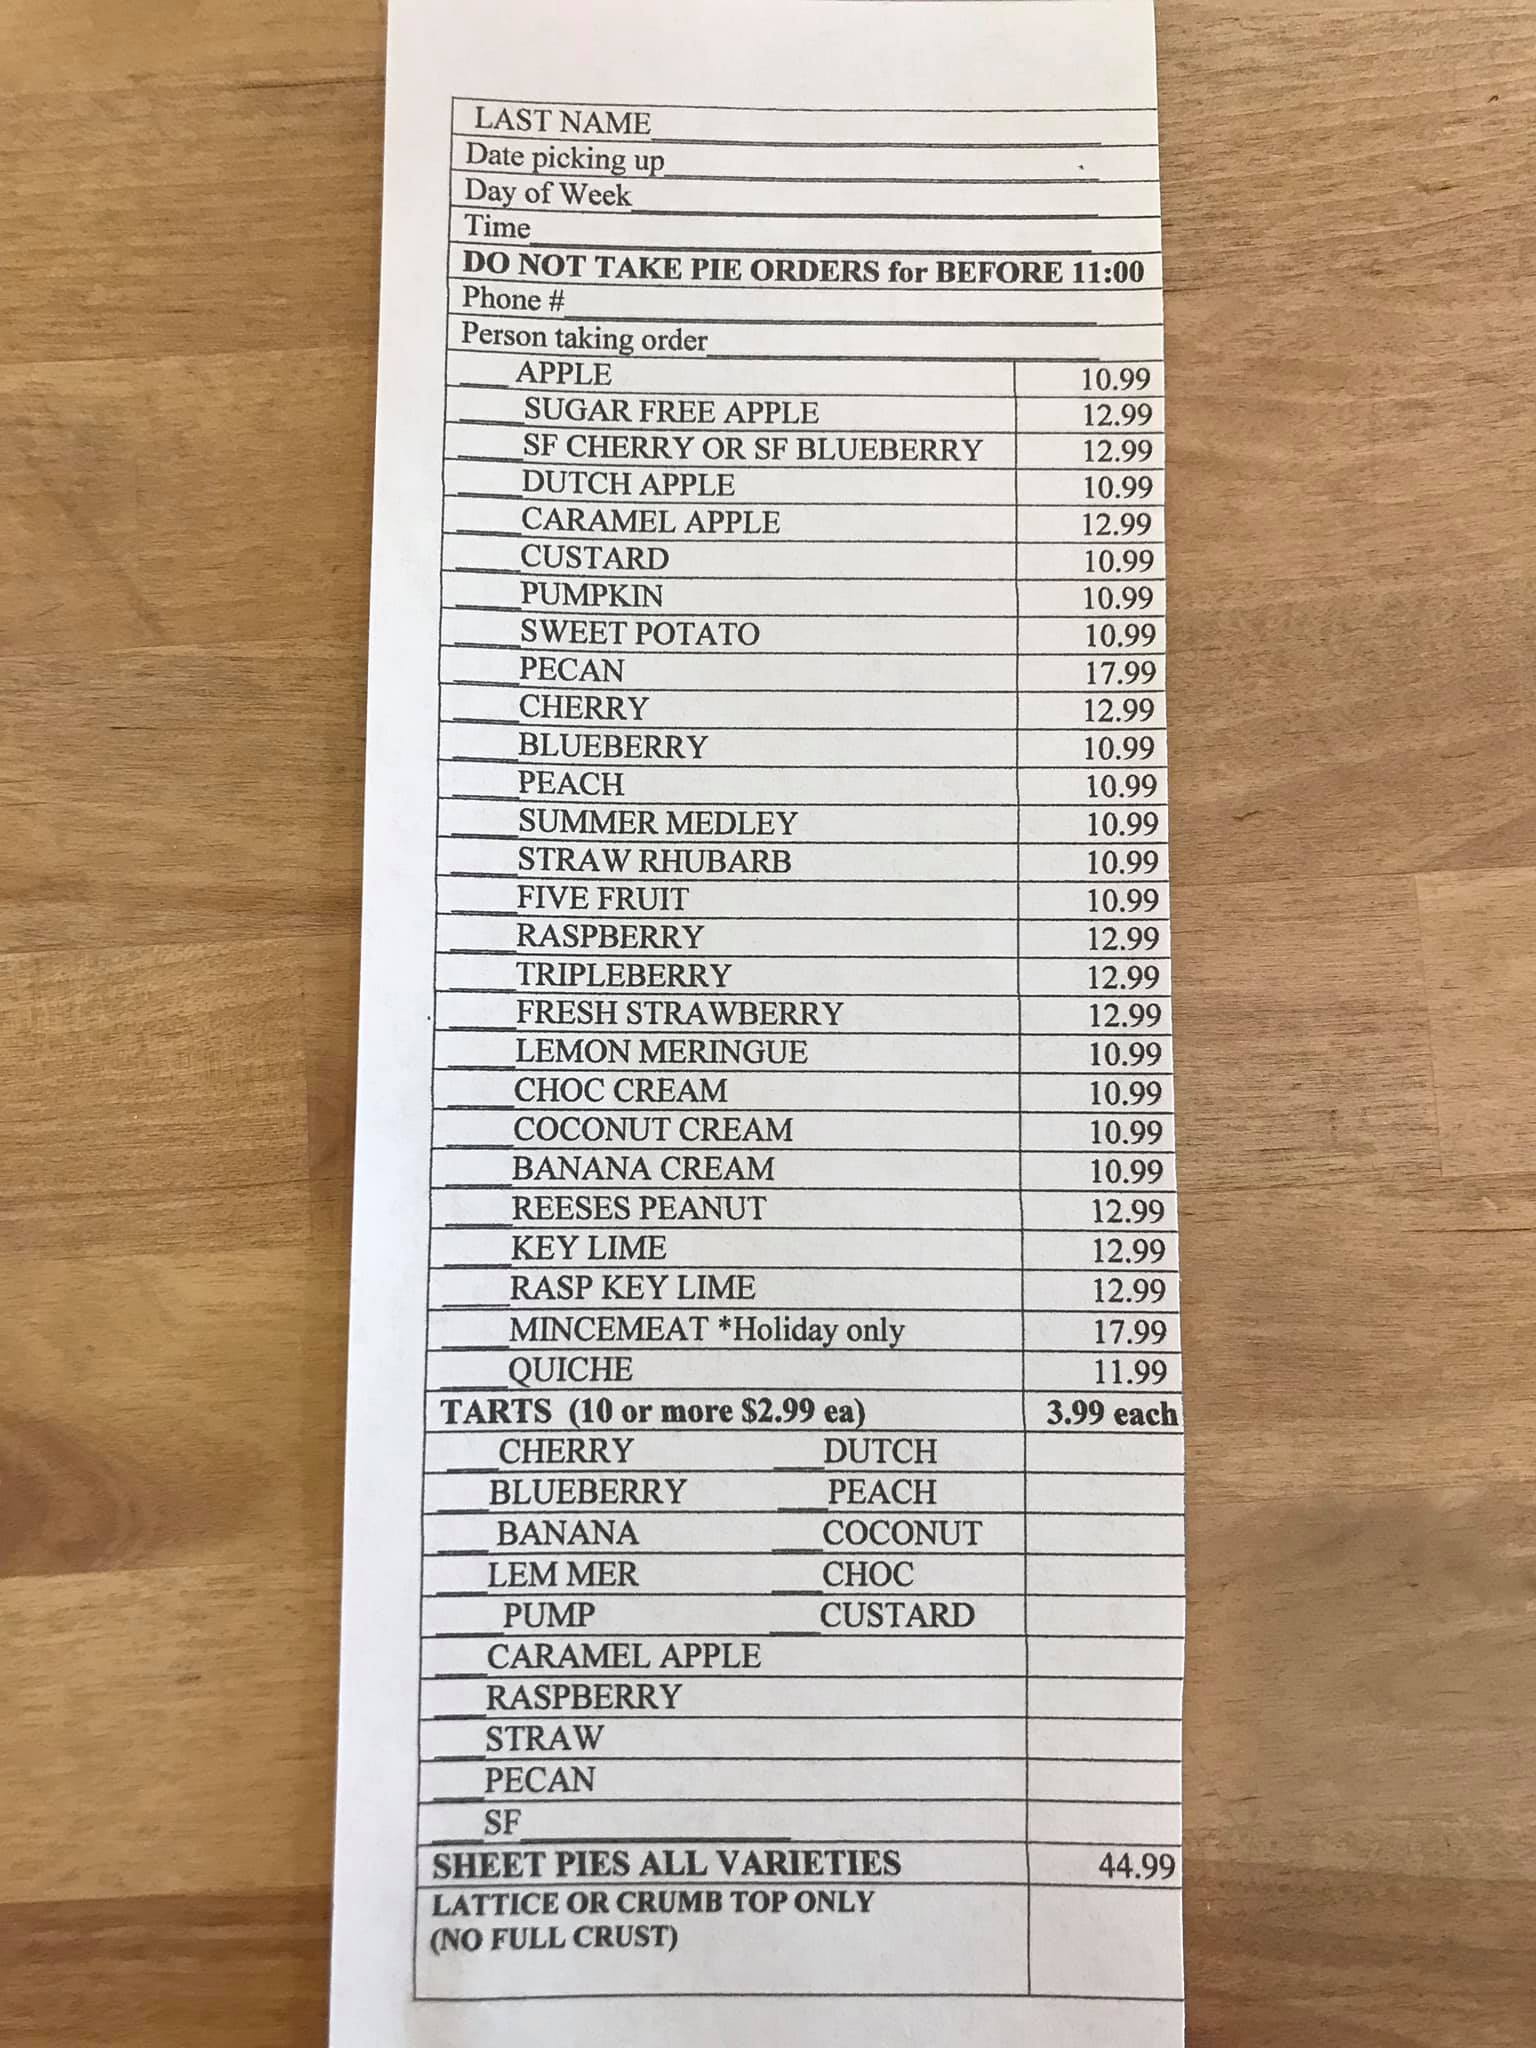 LAST NAME
Date picking up
Day of Week
Time
DO NOT TAKE PIE ORDERS for BEFORE 11:00
Phone #
Person taking order
APPLE 10.99
SUGAR FREE APPLE 12.99
SF CHERRY OR SF BLUEBERRY 12.99
DUTCH APPLE 10.99
CARAMEL APPLE 12.99
CUSTARD 10.99
PUMPKIN 10.99
SWEET POTATO 10.99
PECAN 17.99
CHERRY 12.99
BLUEBERRY 10.99
PEACH 10.99
SUMMER MEDLEY 10.99
STRAW RHUBARB 10.99
FIVE FRUIT 10.99
RASPBERRY 12.99
TRIPLEBERRY 12.99
FRESH STRAWBERRY 12.99
LEMON MERINGUE 10.99
CHOC CREAM 10.99
COCONUT CREAM 10.99
BANANA CREAM 10.99
REESES PEANUT 12.99
KEY LIME 12.99
RASP KEY LIME 12.99
MINCEMEAT *Holiday only 17.99
QUICHE 11.99
TARTS (10 or more $2.99 ea) 3.99 each
CHERRY DUTCH
BLUEBERRY PEACH
BANANA COCONUT
LEM MER CHOC
PUMP CUSTARD
CARAMEL APPLE
RASPBERRY
STRAW
PECAN
SF
SHEET PIES ALL VARIETIES 44.99
LATTICE OR CRUMB TOP ONLY
(NO FULL CRUST)